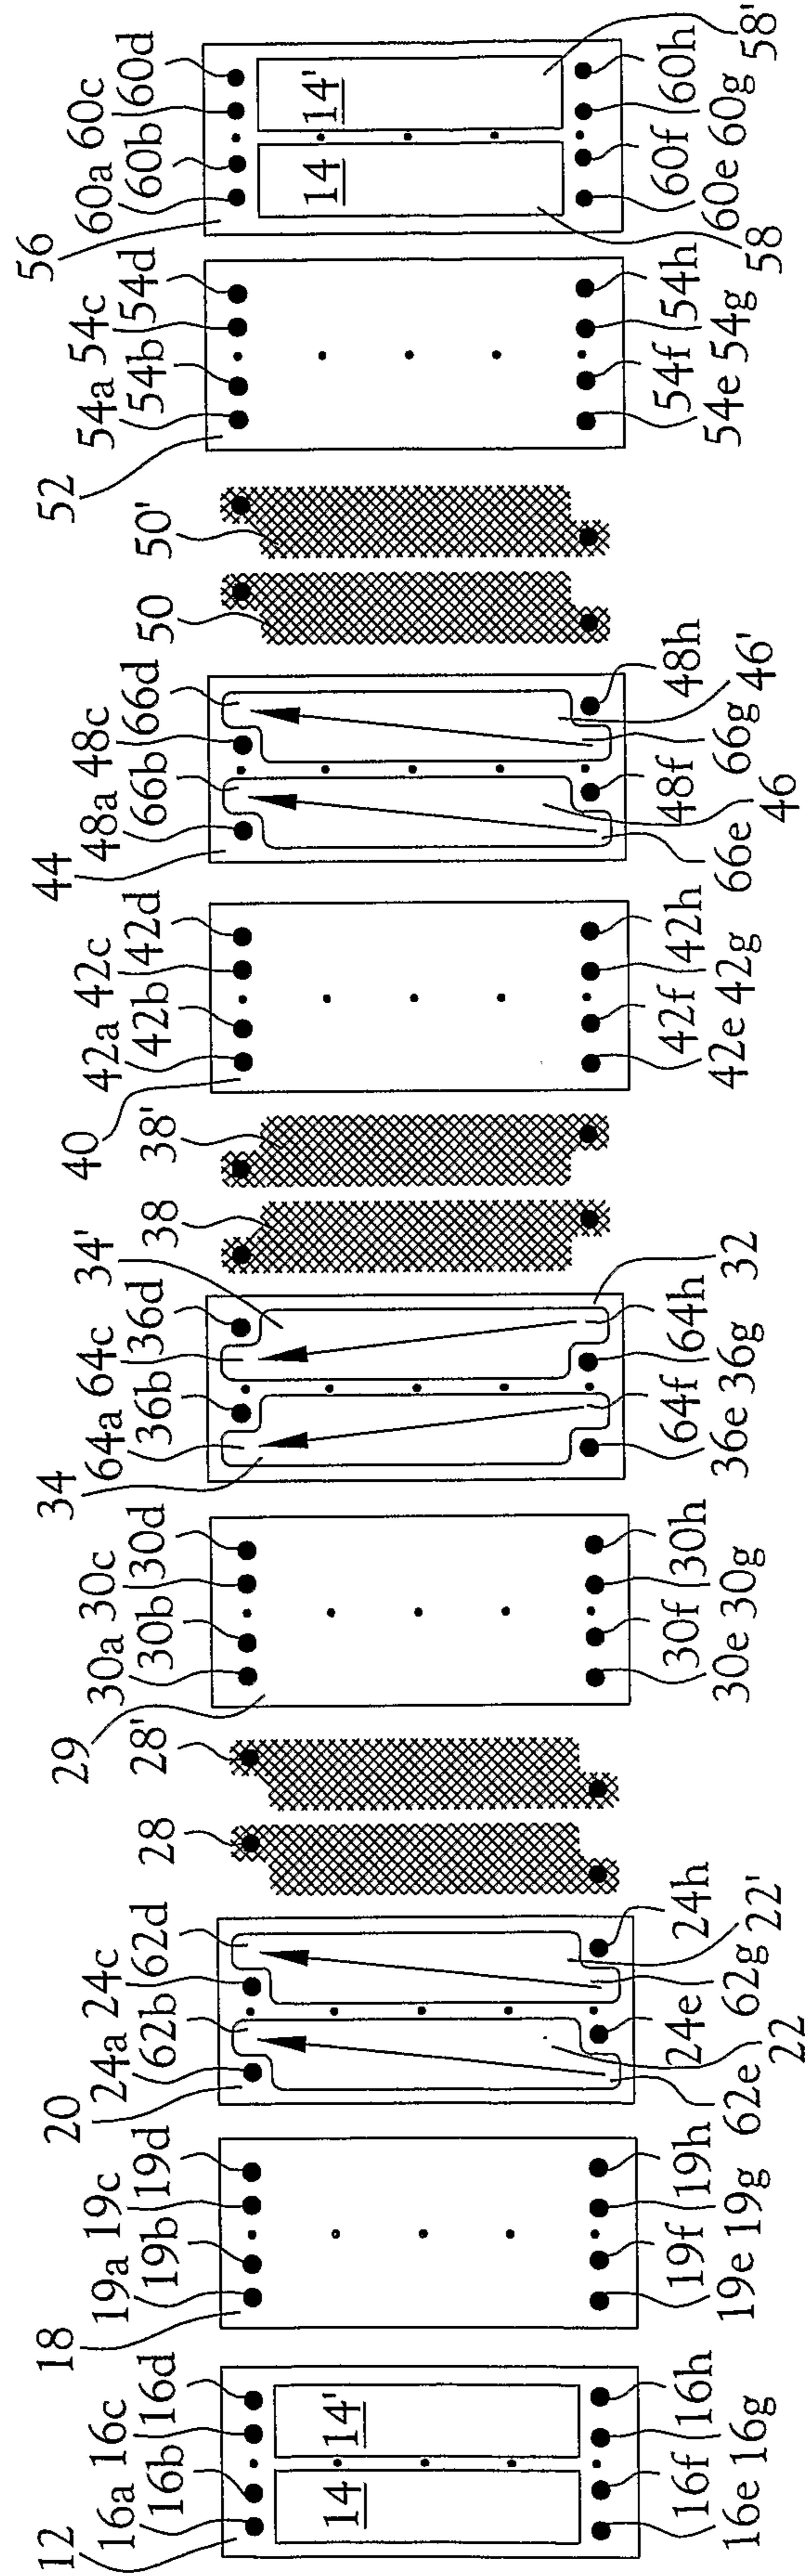 12 18 20 29 34 40 44 52 56
16a 16c 19a 19c 24a 24c 30a 30c 64a 64c 34' 42a 42c 48a 48c 54a 54c 60a 60c
16b 16d 19b 19d 62b 62d 28 28' 30b 30d 36b 36d 38 38' 42b 42d 66b 66d 50 50' 54b 54d 60b 60d
14 14' 14 14'
16f 16h 19f 19h 24e 24h 30f 30h 64f 64h 42f 42h 48f 48h 54f 54h 60f 60h
16e 16g 19e 19g 62e 62g 22' 30e 30g 36e 36g 32 42e 42g 66e 66g 46' 54e 54g 60e 60g 58'
22 46 58